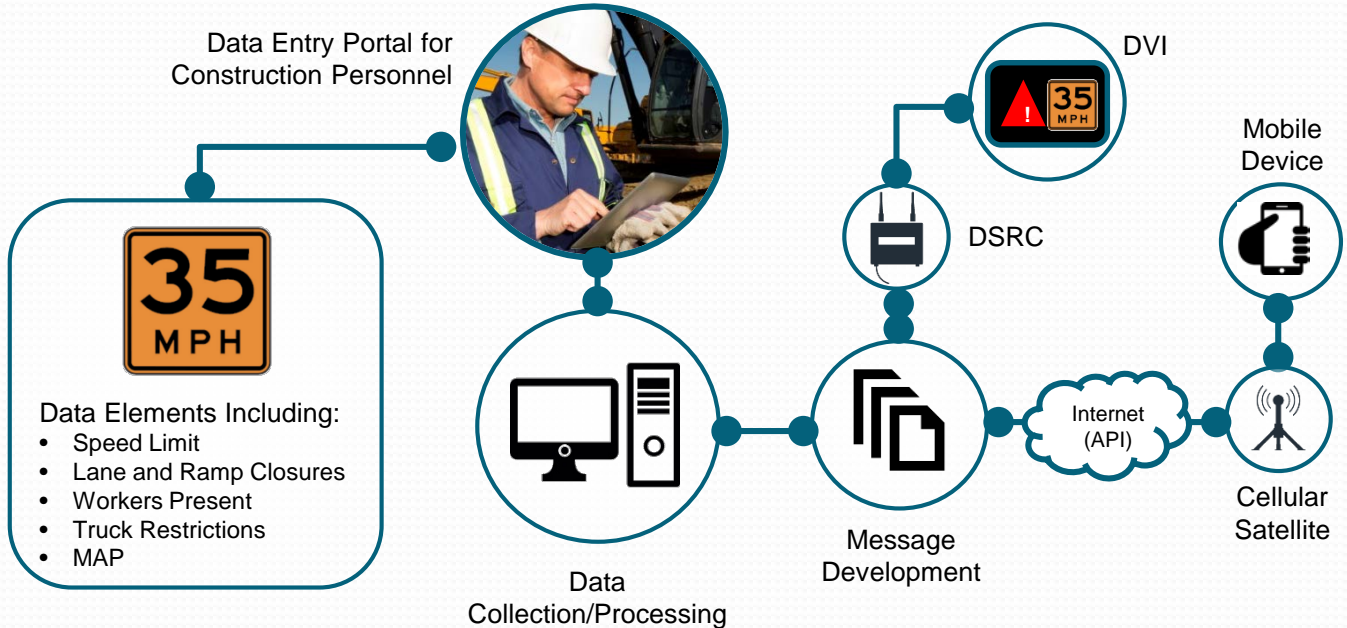 Data Entry Portal for
Construction Personnel
35
MPH
Data Elements Including:
• Speed Limit
• Lane and Ramp Closures
• Workers Present
• Truck Restrictions
• MAP
Data
Collection/Processing
Message
Development
DSRC
DVI
!
35
MPH
Internet
(API)
Mobile
Device
Cellular
Satellite